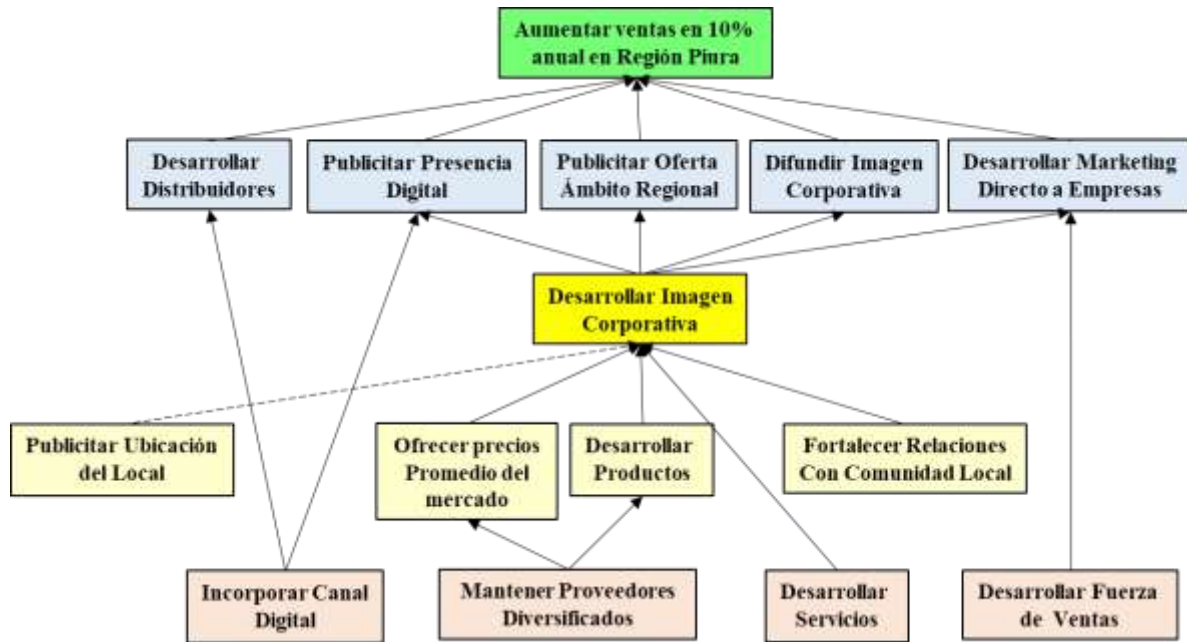 Aumentar ventas en 10%
anual en Región Piura
Desarrollar
Distribuidores
Publicitar Presencia
Digital
Publicitar Oferta
Ámbito Regional
Difundir Imagen
Corporativa
Desarrollar Marketing
Directo a Empresas
Desarrollar Imagen
Corporativa
Publicitar Ubicación
del Local
Ofrecer precios
Promedio del
mercado
Desarrollar
Productos
Fortalecer Relaciones
Con Comunidad Local
Incorporar Canal
Digital
Mantener Proveedores
Diversificados
Desarrollar
Servicios
Desarrollar Fuerza
de Ventas